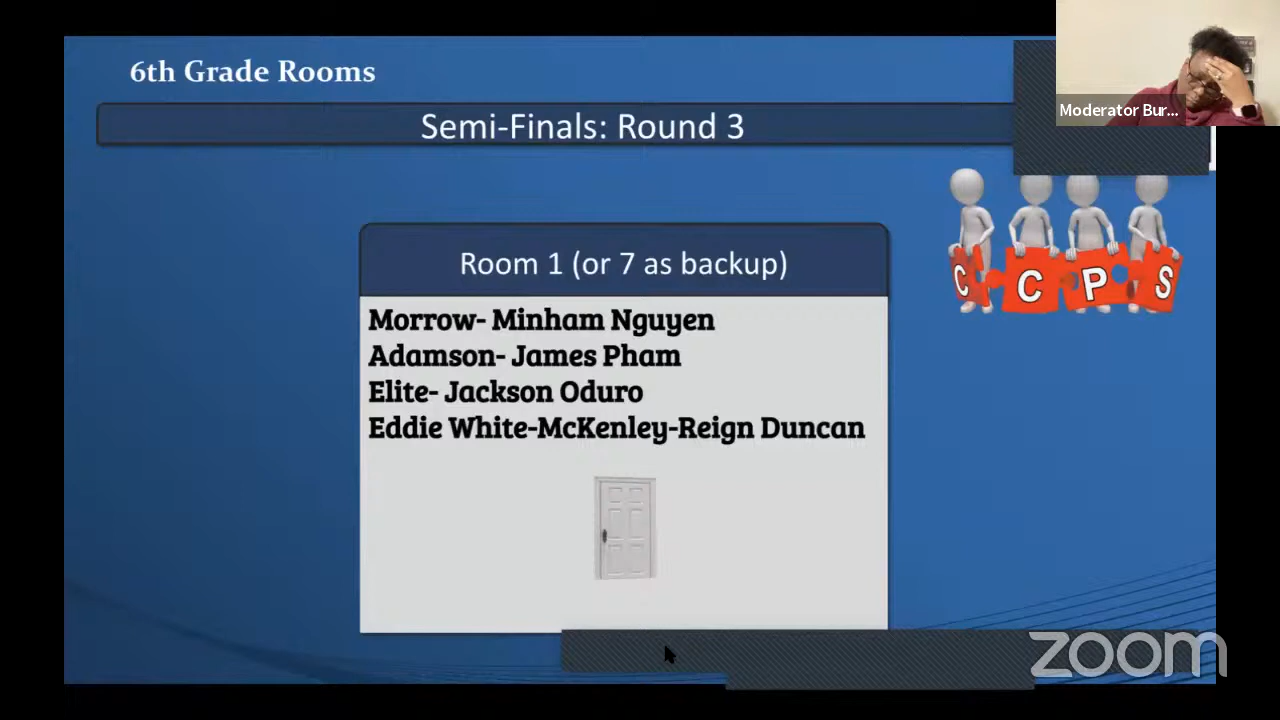 6th Grade Rooms
Semi-Finals: Round 3
Moderator Bur...
C C P S
Room 1 (or 7 as backup)
Morrow- Minham Nguyen
Adamson- James Pham
Elite- Jackson Oduro
Eddie White-McKenley-Reign Duncan
zoom